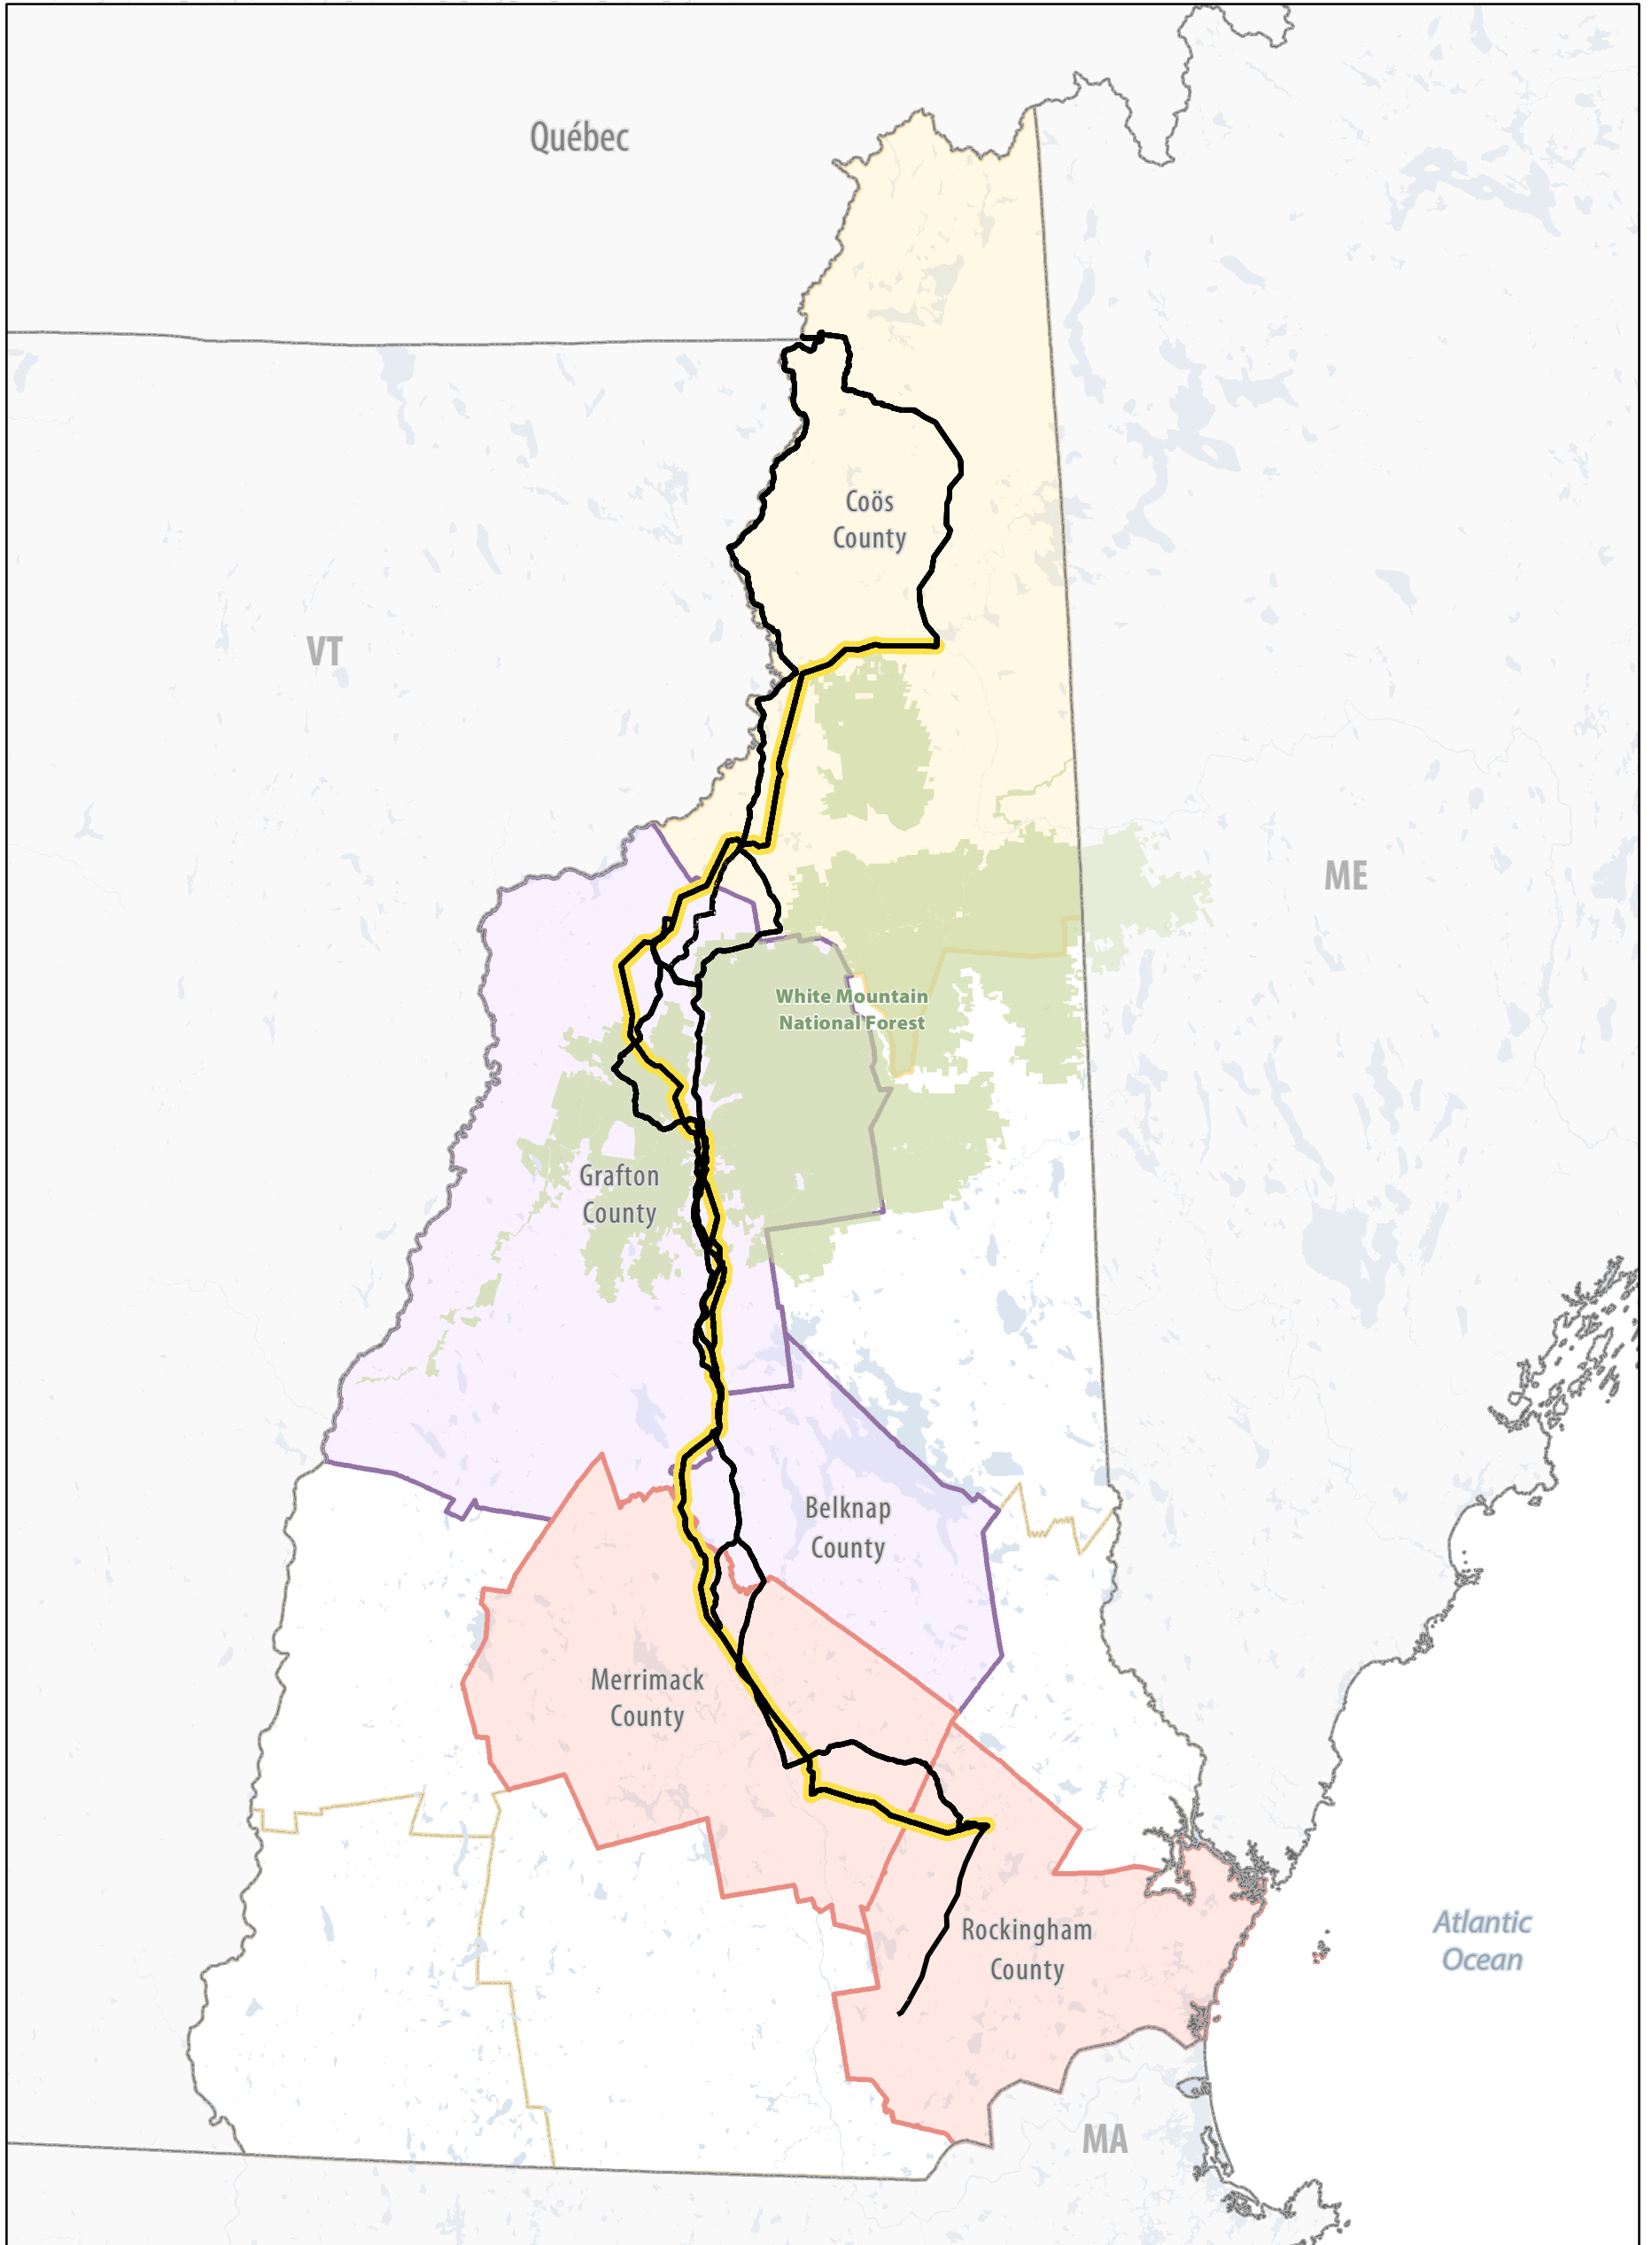 Québec
Coös
County
VT
ME
White Mountain
National Forest
Grafton
County
Belknap
County
Merrimack
County
Rockingham
County
Atlantic
Ocean
MA